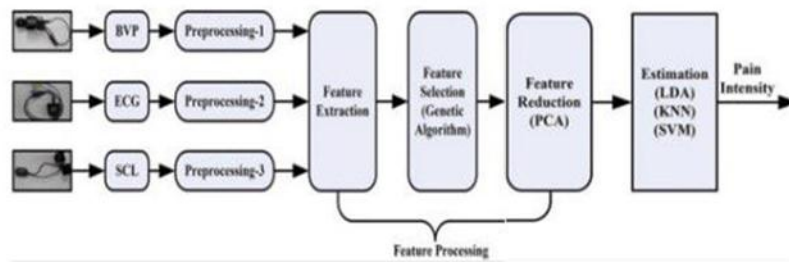 BVP
Preprocessing-1
ECG
Preprocessing-2
SCL
Preprocessing-3
Feature
Extraction
Feature
Selection
(Genetic
Algorithm)
Feature
Reduction
(PCA)
Estimation
(LDA)
(KNN)
(SVM)
Pain
Intensity
Feature Processing